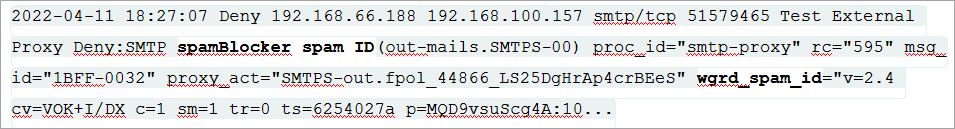 2022-04-11 18:27:07 Deny 192.168.66.188 192.168.100.157 smtp/tcp 51579465 Test External
Proxy Deny:SMTP spamBlocker spam ID(out-mails.SMTPS-00) proc_id="smtp-proxy" rc="595" msg_
id="1BFF-0032" proxy_act="SMTPS-out.fpol_44866_LS25DgHrAp4crBEeS" wgrd_spam_id="v=2.4
cv=VOK+I/DX c=1 sm=1 tr=0 ts=6254027a p=MQD9vsuScg4A:10...